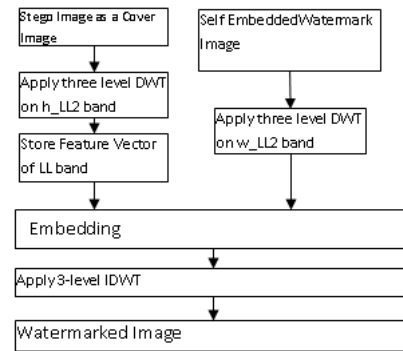 Stego Image as a Cover
Image
Apply three level DWT
on h_LL2 band
Store Feature Vector
of LL band
Self EmbeddedWatermark
Image
Apply three level DWT
on w_LL2 band
Embedding
Apply 3-level IDWT
Watermarked Image